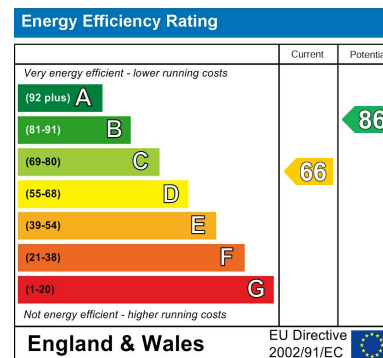 Energy Efficiency Rating
Current Potentia
Very energy efficient - lower running costs
(92 plus) A
(81-91) B
86
(69-80) C
66
(55-68) D
(39-54) E
(21-38) F
(1-20) G
Not energy efficient - higher running costs
England & Wales
EU Directive
2002/91/EC